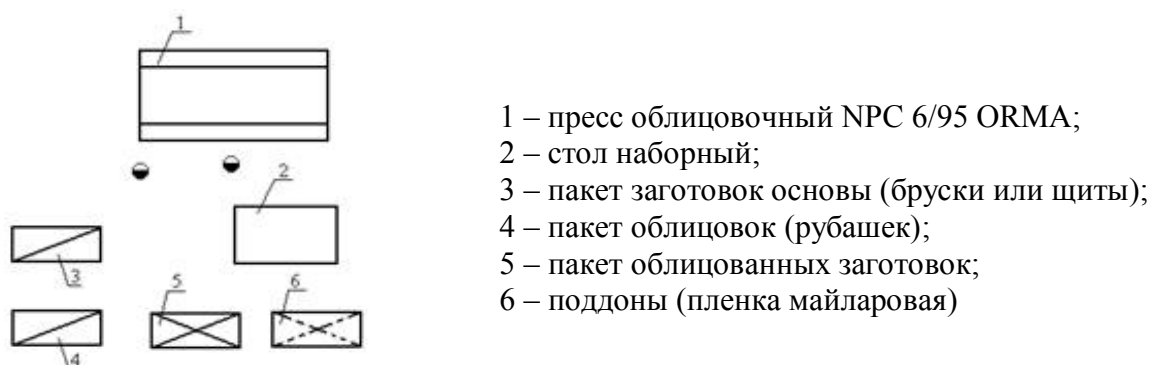 1
2
3
5
6
4
1 – пресс облицовочный NPC 6/95 ORMA;
2 – стол наборный;
3 – пакет заготовок основы (бруски или щиты);
4 – пакет облицовок (рубашек);
5 – пакет облицованных заготовок;
6 – поддоны (пленка майларовая)